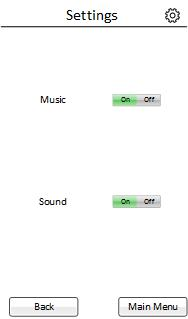 Settings
Music On Off
Sound On Off
Back Main Menu